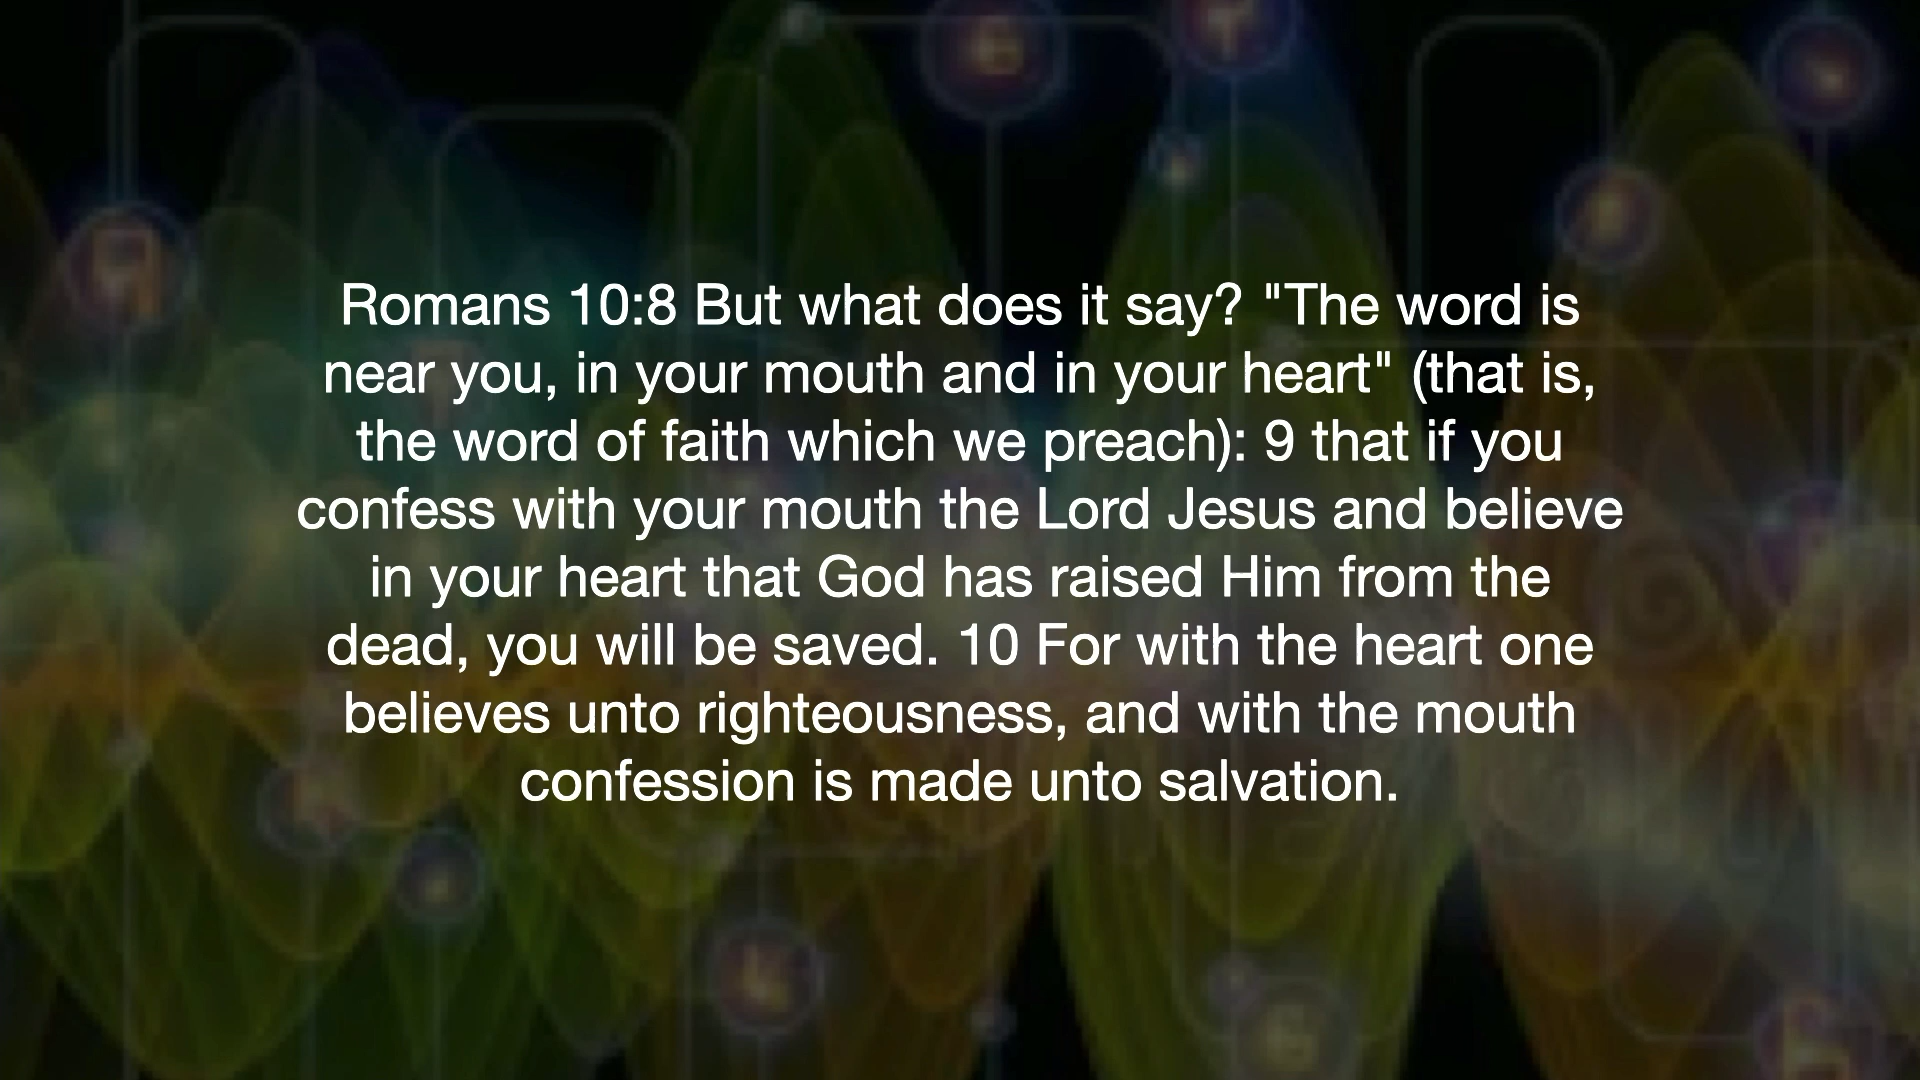 Romans 10:8 But what does it say? "The word is
near you, in your mouth and in your heart" (that is,
the word of faith which we preach): 9 that if you
confess with your mouth the Lord Jesus and believe
in your heart that God has raised Him from the
dead, you will be saved. 10 For with the heart one
believes unto righteousness, and with the mouth
confession is made unto salvation.